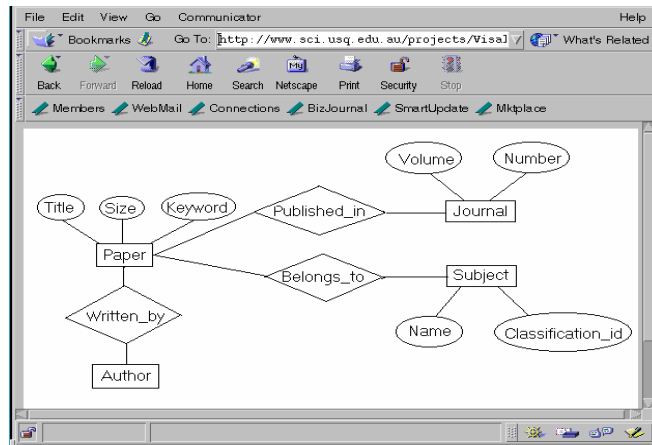 File Edit View Go Communicator Help
Bookmarks Go To: http://www.sci.usq.edu.au/projects/Visal What's Related
Back Forward Reload Home Search Netscape Print Security Stop
My
Members WebMail Connections BizJournal SmartUpdate Mktplace
Volume Number
Title Size Keyword Published_in Journal
Paper
Belongs_to Subject
Written_by
Name Classification_id
Author